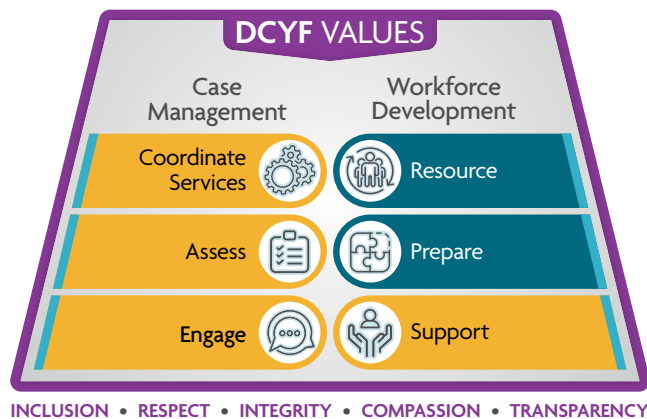 DCYF VALUES
Case
Management
Workforce
Development
Coordinate
Services
Resource
Assess
Prepare
Engage
Support
INCLUSION • RESPECT • INTEGRITY • COMPASSION • TRANSPARENCY